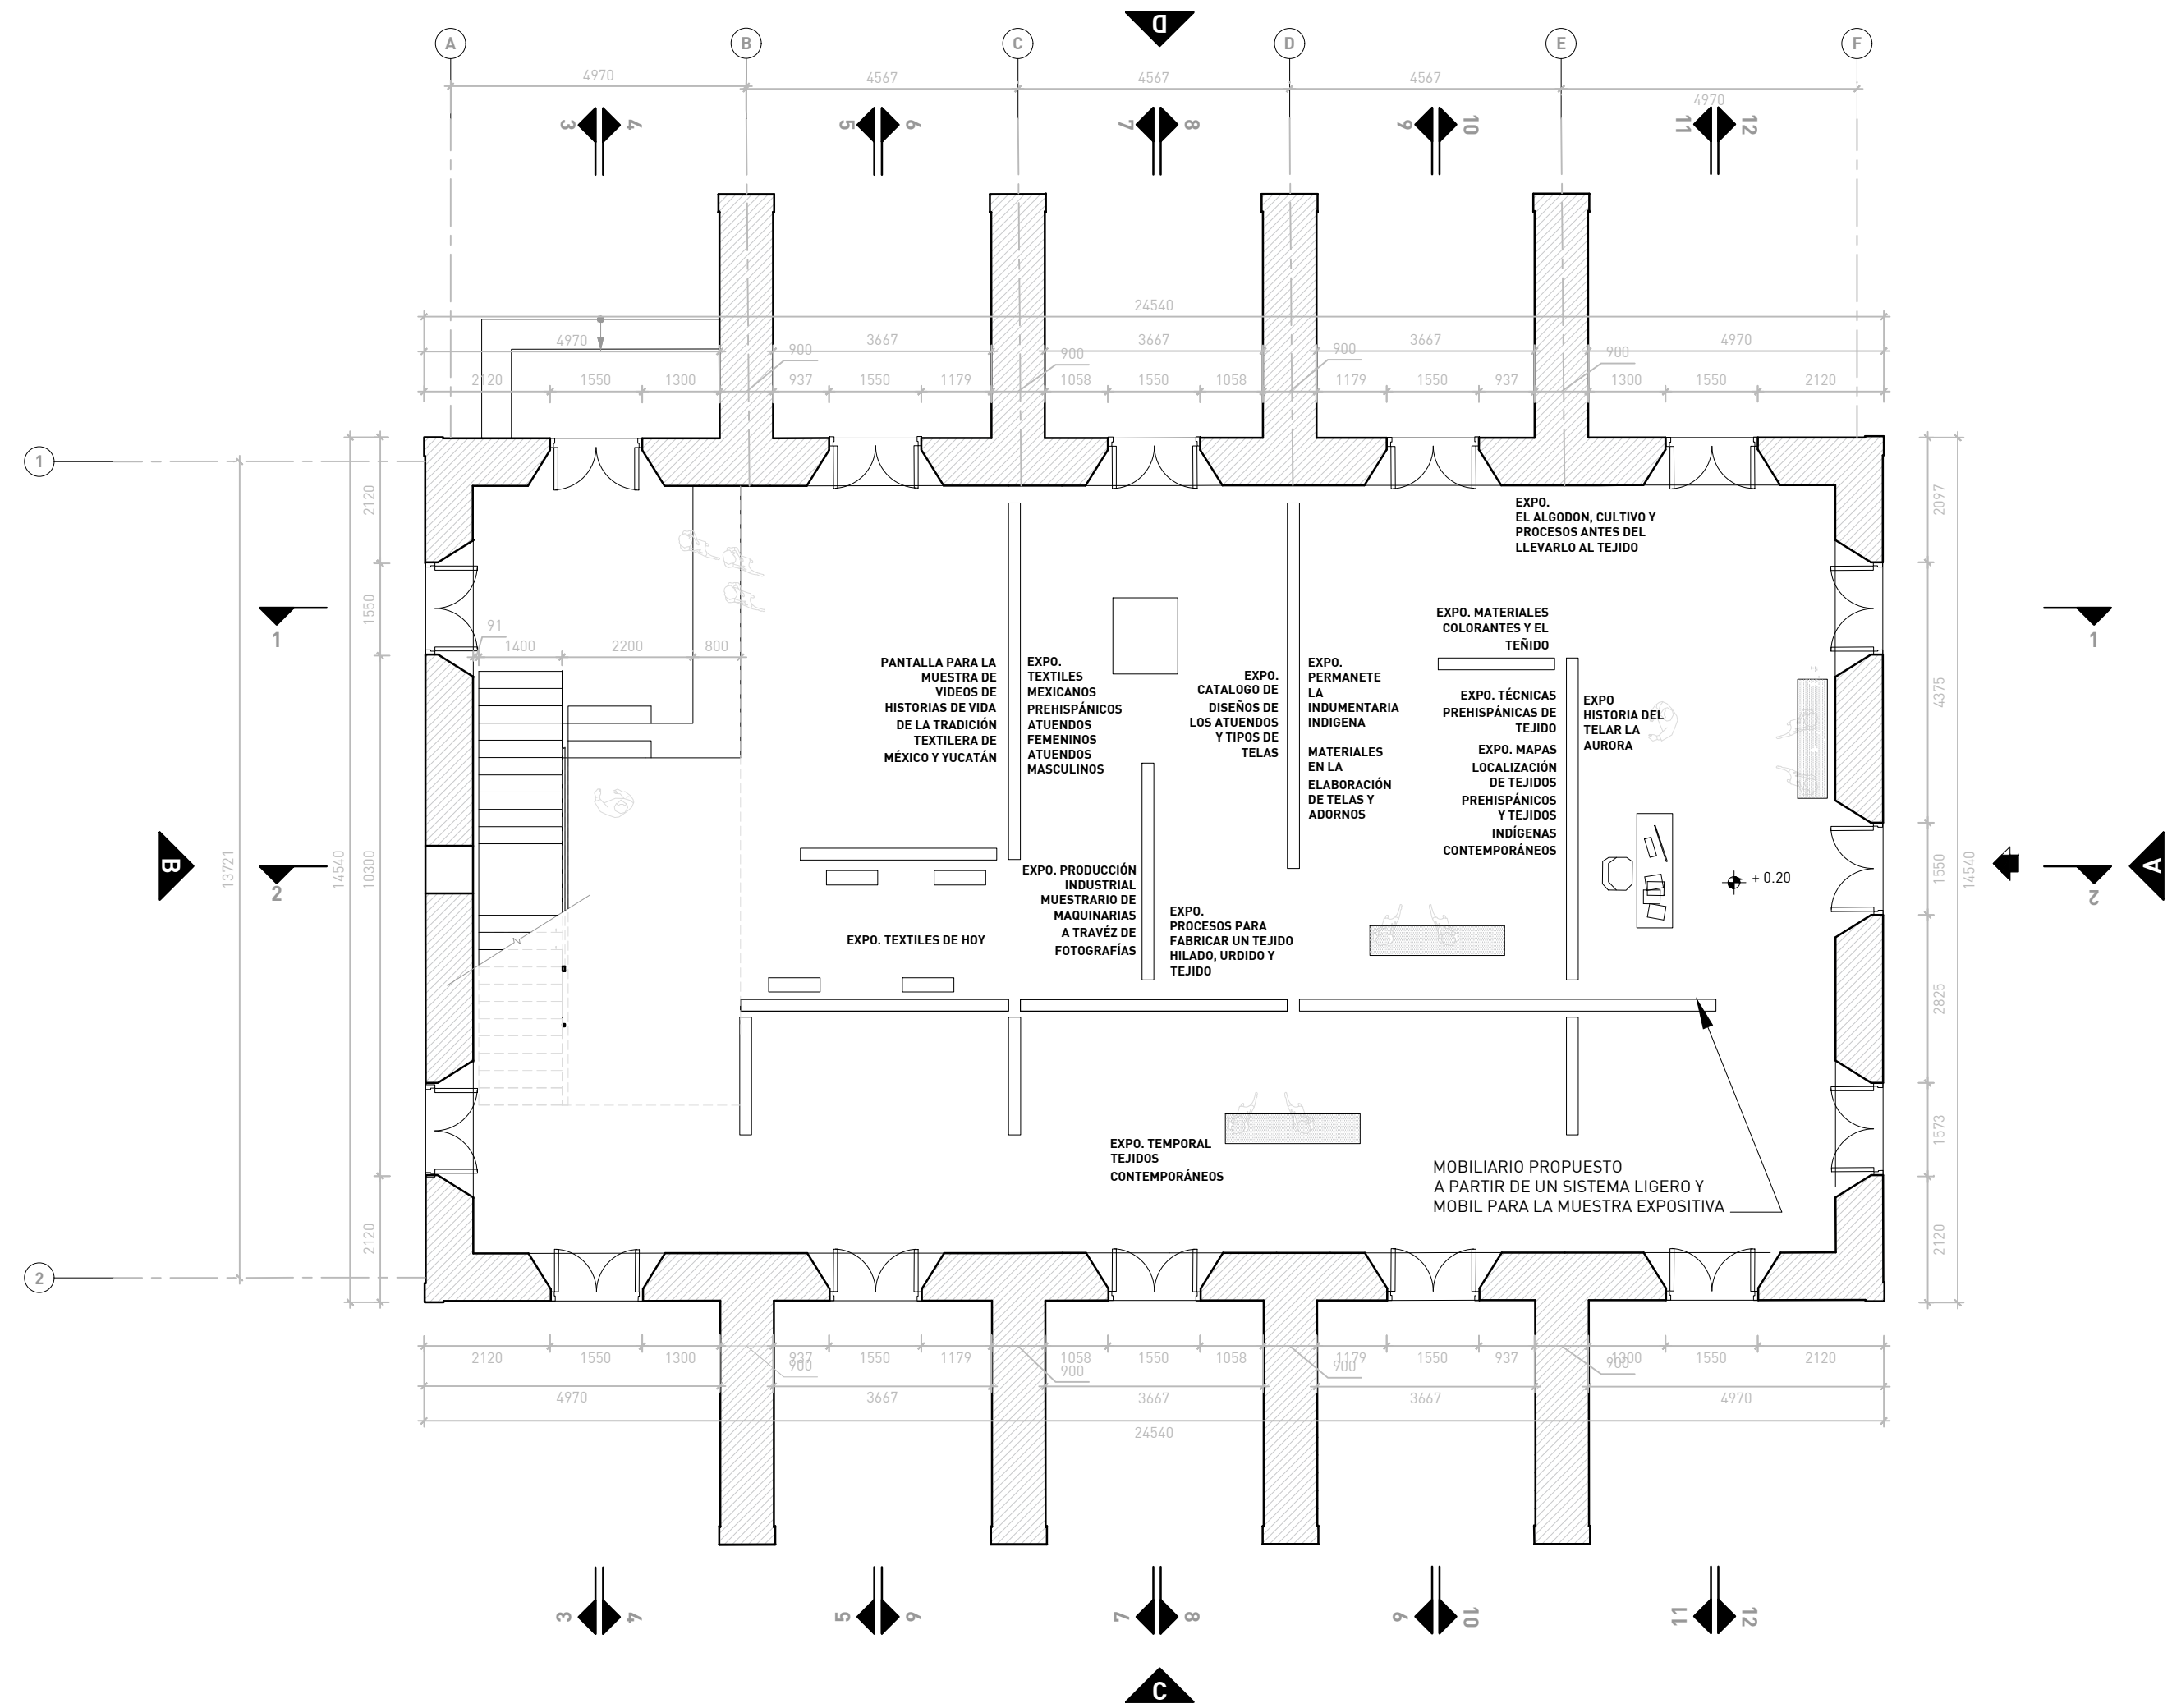 D
A
B
C
D
E
F
4970
4567
4567
4567
4970
3
4
5
6
7
8
9
10
11
12
24540
4970
3667
3667
3667
4970
900
900
900
900
2120
1550
1300
937
1550
1179
1058
1550
1058
1179
1550
937
1300
1550
2120
1
2
13721
14540
2120
1550
10300
2120
1
2
B
91
1400
2200
800
EXPO.
EL ALGODON, CULTIVO Y
PROCESOS ANTES DEL
LLEVARLO AL TEJIDO
EXPO. MATERIALES
COLORANTES Y EL
TEÑIDO
PANTALLA PARA LA
MUESTRA DE
VIDEOS DE
HISTORIAS DE VIDA
DE LA TRADICIÓN
TEXTILERA DE
MÉXICO Y YUCATÁN
EXPO.
TEXTILES
MEXICANOS
PREHISPÁNICOS
ATUENDOS
FEMENINOS
ATUENDOS
MASCULINOS
EXPO.
CATALOGO DE
DISEÑOS DE
LOS ATUENDOS
Y TIPOS DE
TELAS
EXPO.
PERMANETE
LA
INDUMENTARIA
INDIGENA
MATERIALES
EN LA
ELABORACIÓN
DE TELAS Y
ADORNOS
EXPO. TÉCNICAS
PREHISPÁNICAS DE
TEJIDO
EXPO. MAPAS
LOCALIZACIÓN
DE TEJIDOS
PREHISPÁNICOS
Y TEJIDOS
INDÍGENAS
CONTEMPORÁNEOS
EXPO
HISTORIA DEL
TELAR LA
AURORA
EXPO. PRODUCCIÓN
INDUSTRIAL
MUESTRARIO DE
MAQUINARIAS
A TRAVÉZ DE
FOTOGRAFÍAS
EXPO.
PROCESOS PARA
FABRICAR UN TEJIDO
HILADO, URDIDO Y
TEJIDO
EXPO. TEXTILES DE HOY
+ 0.20
EXPO. TEMPORAL
TEJIDOS
CONTEMPORÁNEOS
MOBILIARIO PROPUESTO
A PARTIR DE UN SISTEMA LIGERO Y
MOBIL PARA LA MUESTRA EXPOSITIVA
2097
4375
1550
2825
1573
2120
14540
1
2
A
2120
1550
1300
937
1550
1179
1058
1550
1058
1179
1550
937
1300
1550
2120
900
900
900
900
4970
3667
3667
3667
4970
24540
3
4
5
6
7
8
9
10
11
12
C